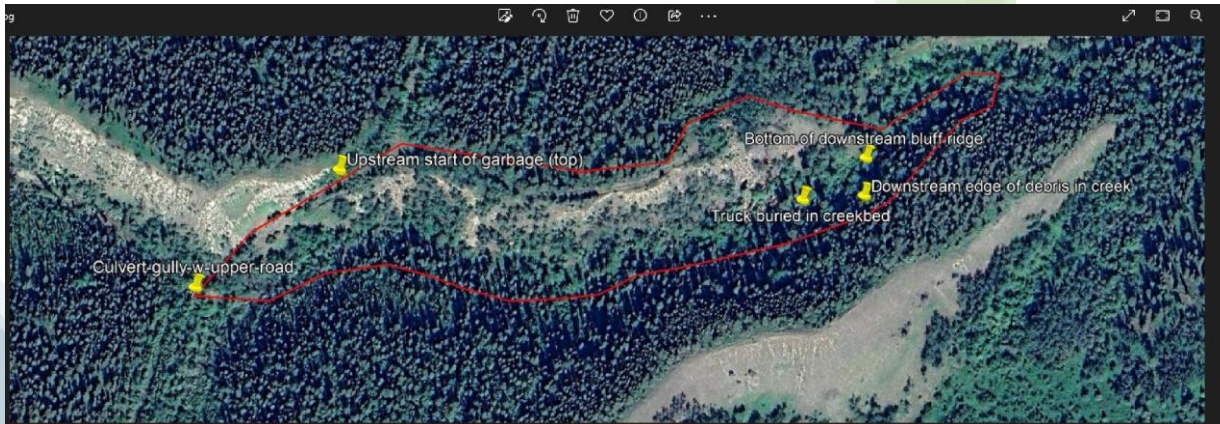 og
Bottom of downstream bluff ridge
Upstream start of garbage (top)
Downstream edge of debris in creek
Truck buried in creekbed
Culvert-gully-w-upper-road